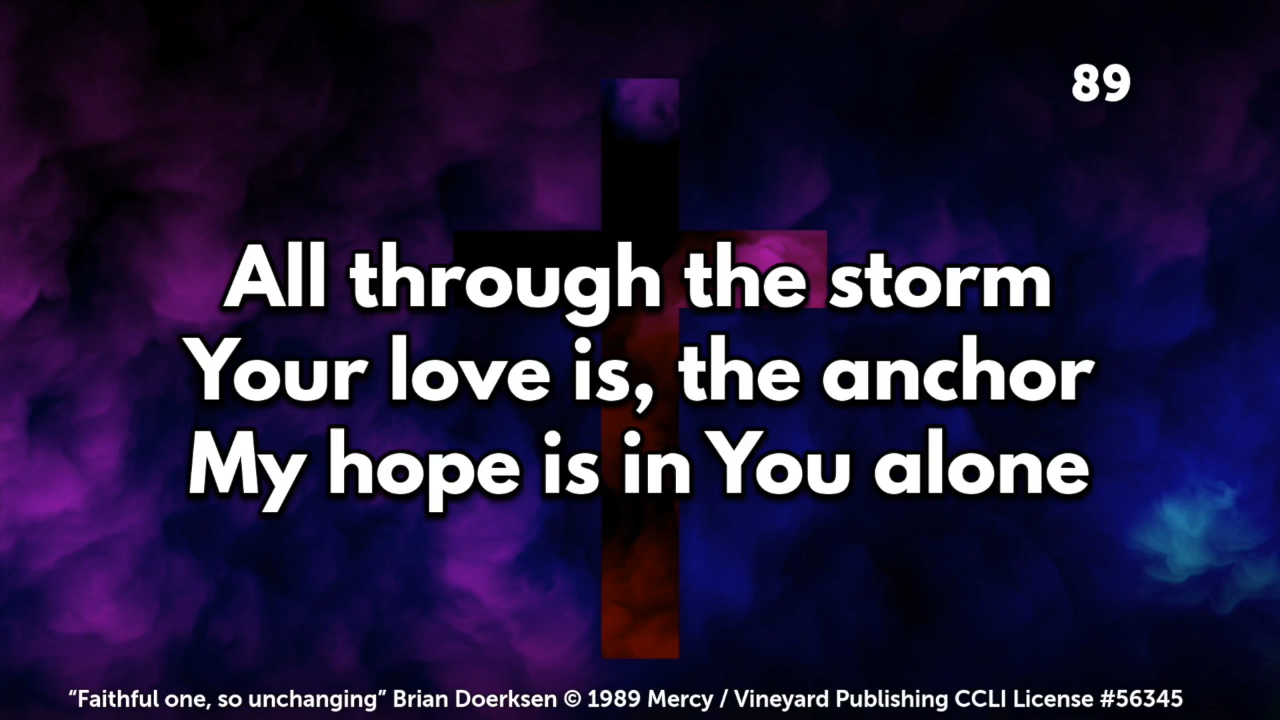 89
All through the storm
Your love is, the anchor
My hope is in You alone
“Faithful one, so unchanging” Brian Doerksen © 1989 Mercy / Vineyard Publishing CCLI License #56345